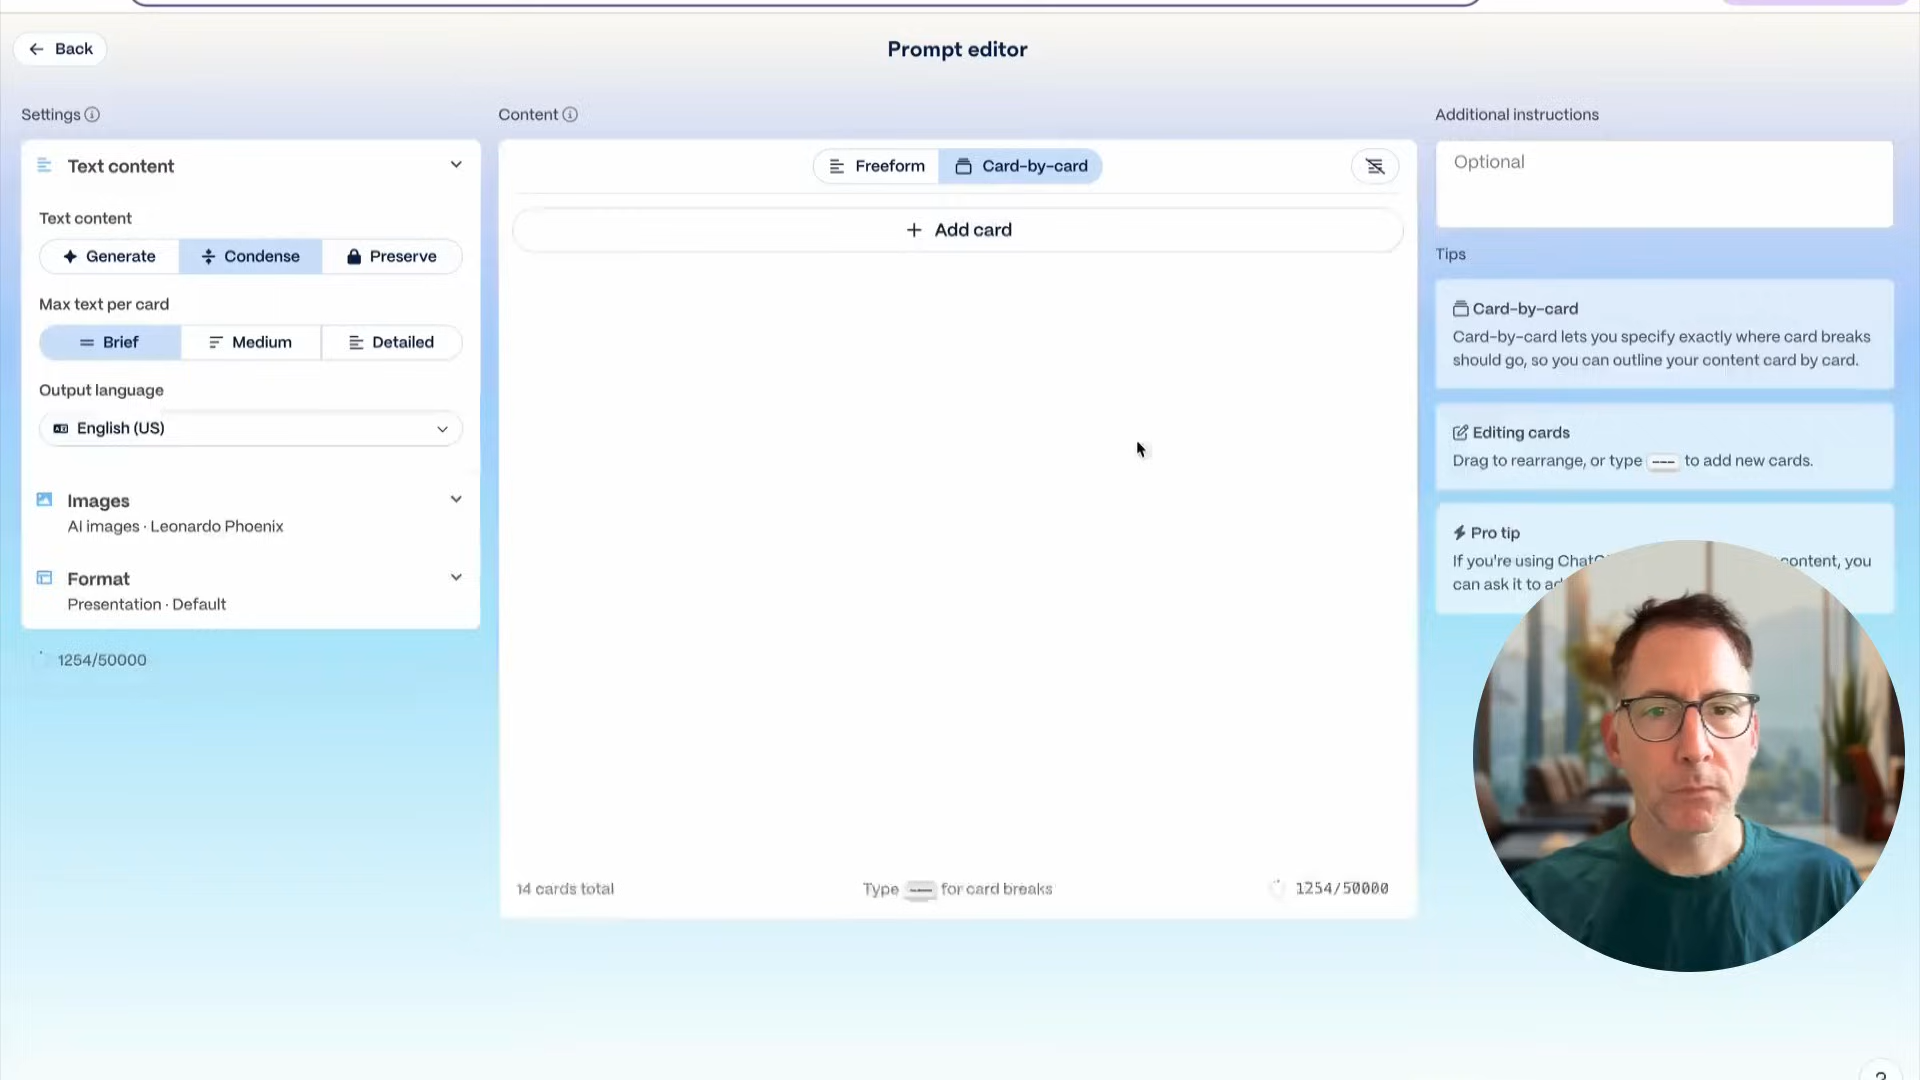 Back
Prompt editor
Settings
Text content
Text content
Generate
Condense
Preserve
Max text per card
Brief
Medium
Detailed
Output language
English (US)
Images
AI images · Leonardo Phoenix
Format
Presentation · Default
1254/50000
Content
Freeform
Card-by-card
+ Add card
14 cards total
Type --- for card breaks
1254/50000
Additional instructions
Optional
Tips
Card-by-card
Card-by-card lets you specify exactly where card breaks
should go, so you can outline your content card by card.
Editing cards
Drag to rearrange, or type --- to add new cards.
Pro tip
If you're using content, you
can ask it to
?